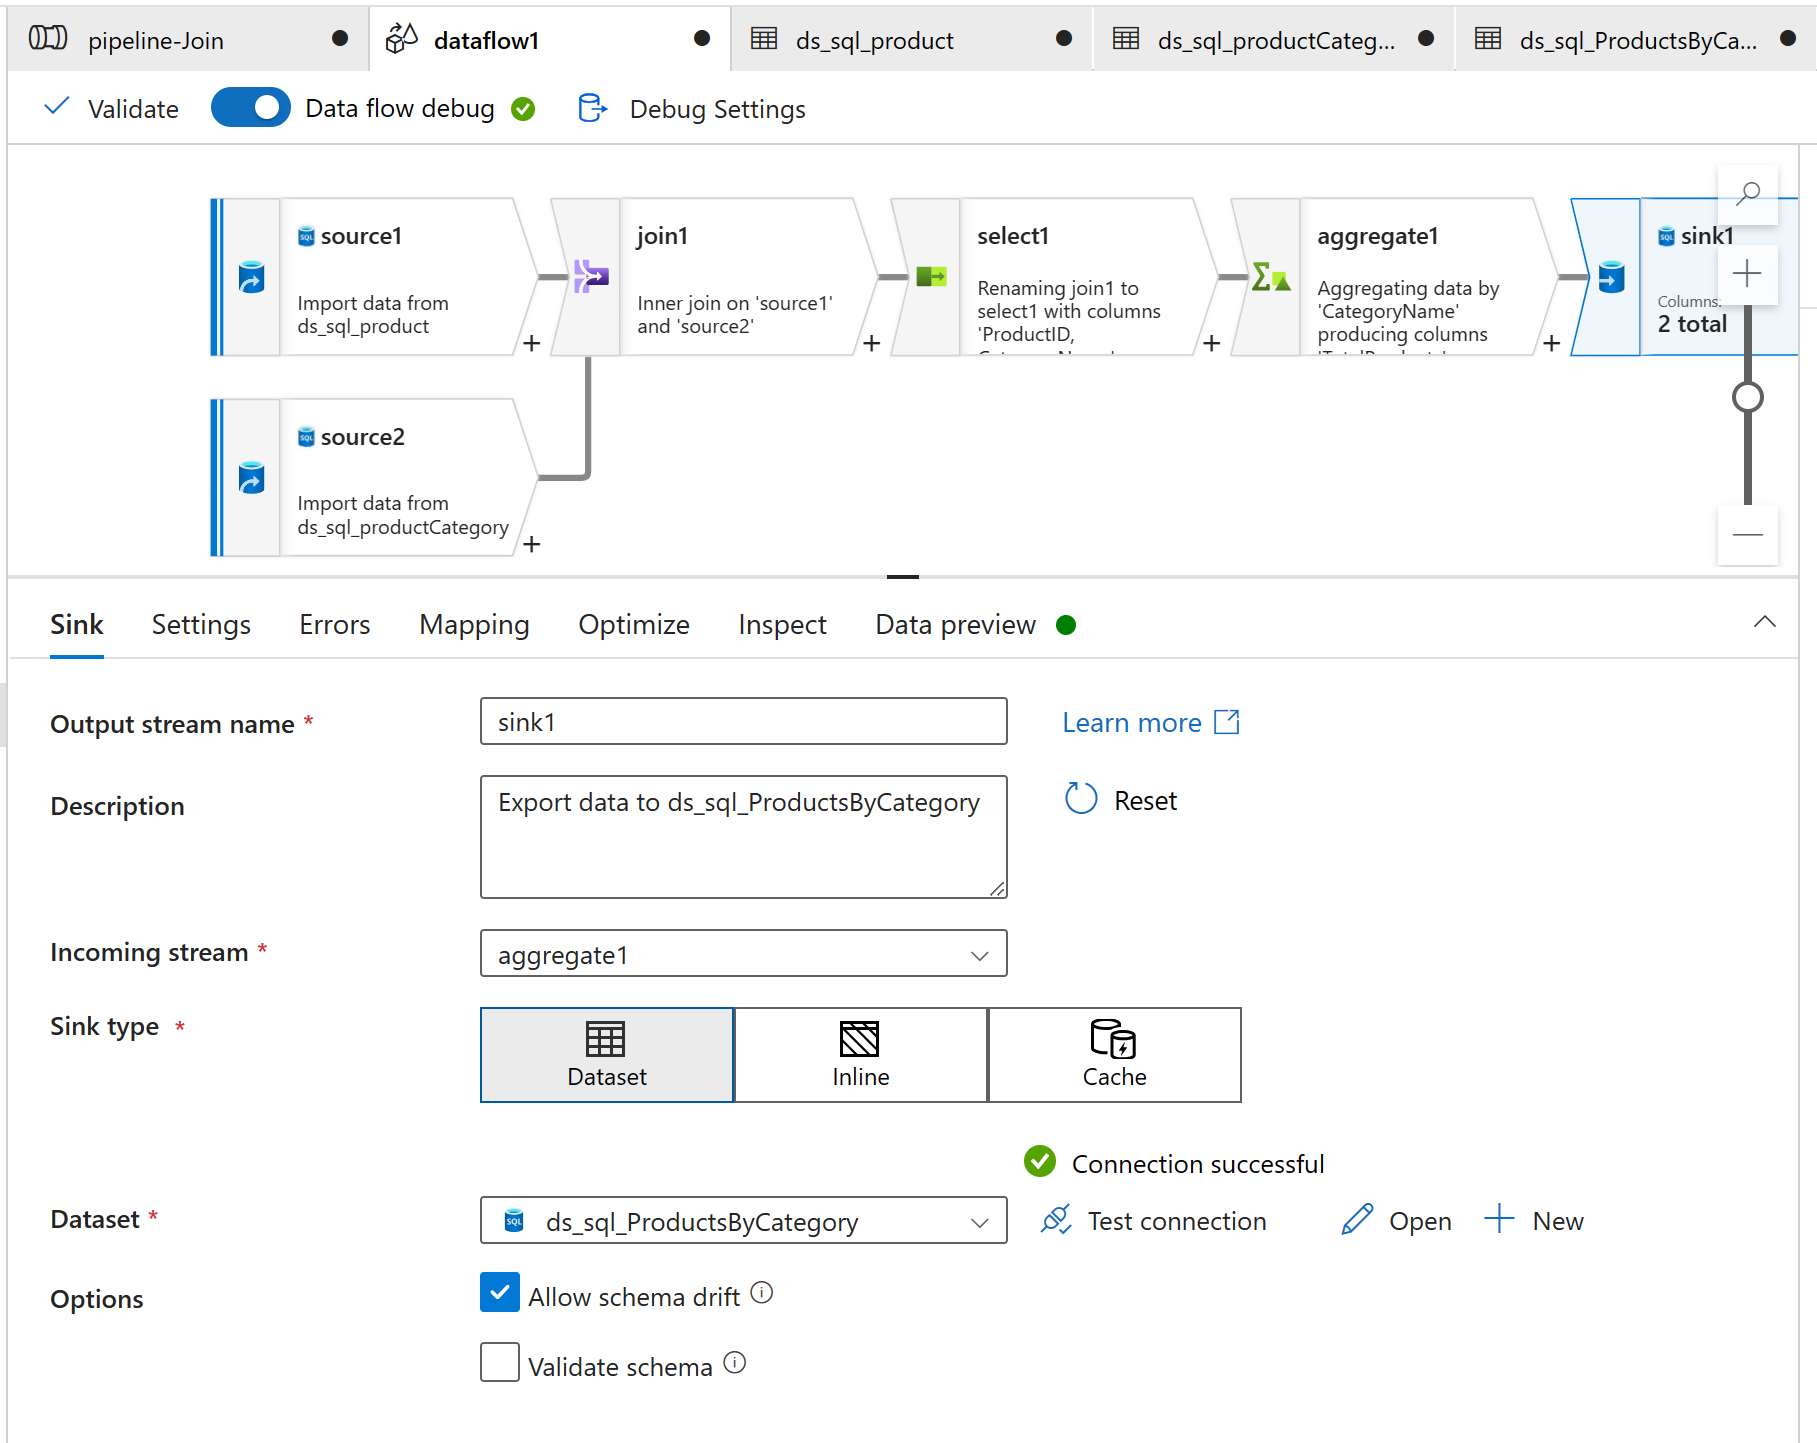 pipeline-Join
dataflow1
ds_sql_product
ds_sql_productCateg...
ds_sql_ProductsByCa...
Validate
Data flow debug
Debug Settings
source1
Import data from
ds_sql_product
join1
Inner join on 'source1'
and 'source2'
select1
Renaming join1 to
select1 with columns
'ProductID,
aggregate1
Aggregating data by
'CategoryName'
producing columns
sink1
Columns:
2 total
source2
Import data from
ds_sql_productCategory
Sink
Settings
Errors
Mapping
Optimize
Inspect
Data preview
Output stream name *
sink1
Learn more
Description
Export data to ds_sql_ProductsByCategory
Reset
Incoming stream *
aggregate1
Sink type *
Dataset
Inline
Cache
Connection successful
Dataset *
ds_sql_ProductsByCategory
Test connection
Open
New
Options
Allow schema drift
Validate schema